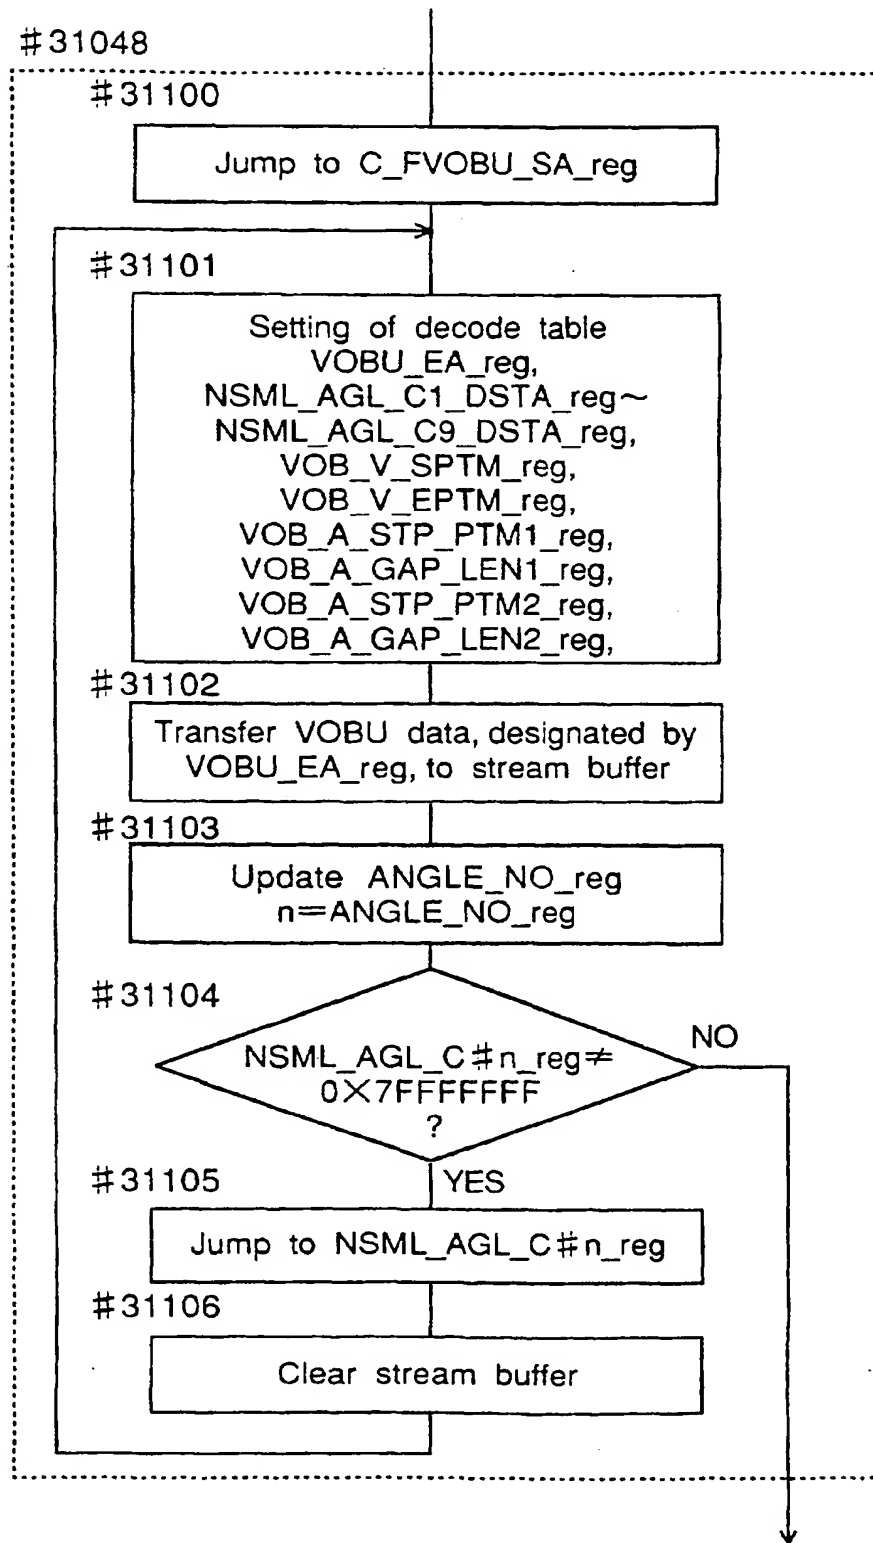 #31048
#31100
Jump to C_FVOBU_SA_reg
#31101
Setting of decode table
VOBU_EA_reg,
NSML_AGL_C1_DSTA_reg~
NSML_AGL_C9_DSTA_reg,
VOB_V_SPTM_reg,
VOB_V_EPTM_reg,
VOB_A_STP_PTM1_reg,
VOB_A_GAP_LEN1_reg,
VOB_A_STP_PTM2_reg,
VOB_A_GAP_LEN2_reg,
#31102
Transfer VOBU data, designated by
VOBU_EA_reg, to stream buffer
#31103
Update ANGLE_NO_reg
n=ANGLE_NO_reg
#31104
NSML_AGL_C#n_reg≠
0X7FFFFFFF
?
NO
#31105
YES
Jump to NSML_AGL_C#n_reg
#31106
Clear stream buffer